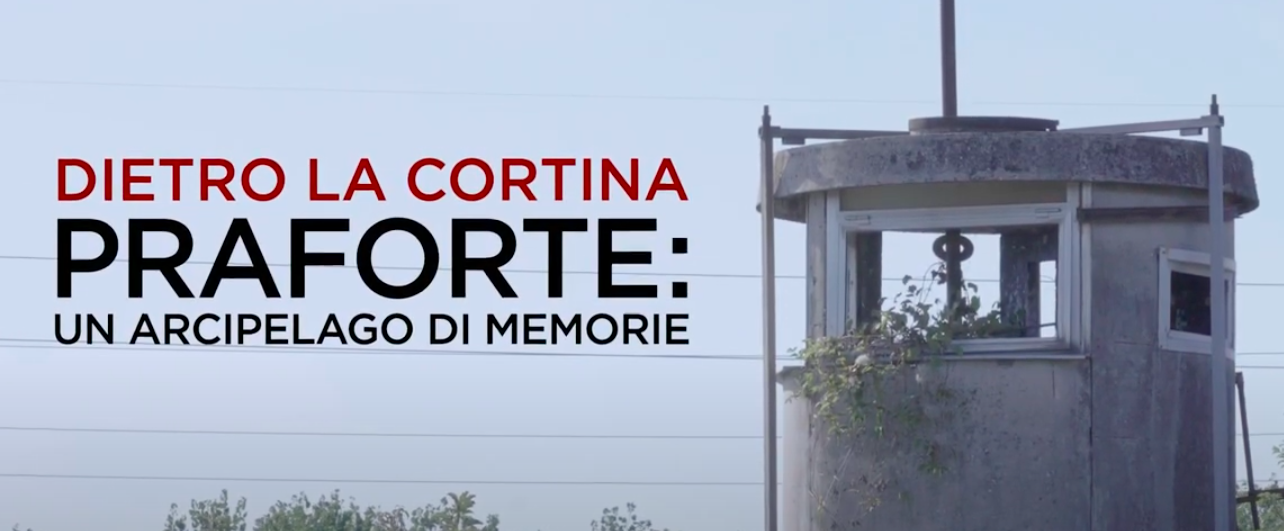 DIETRO LA CORTINA
PRAFORTE:
UN ARCIPELAGO DI MEMORIE